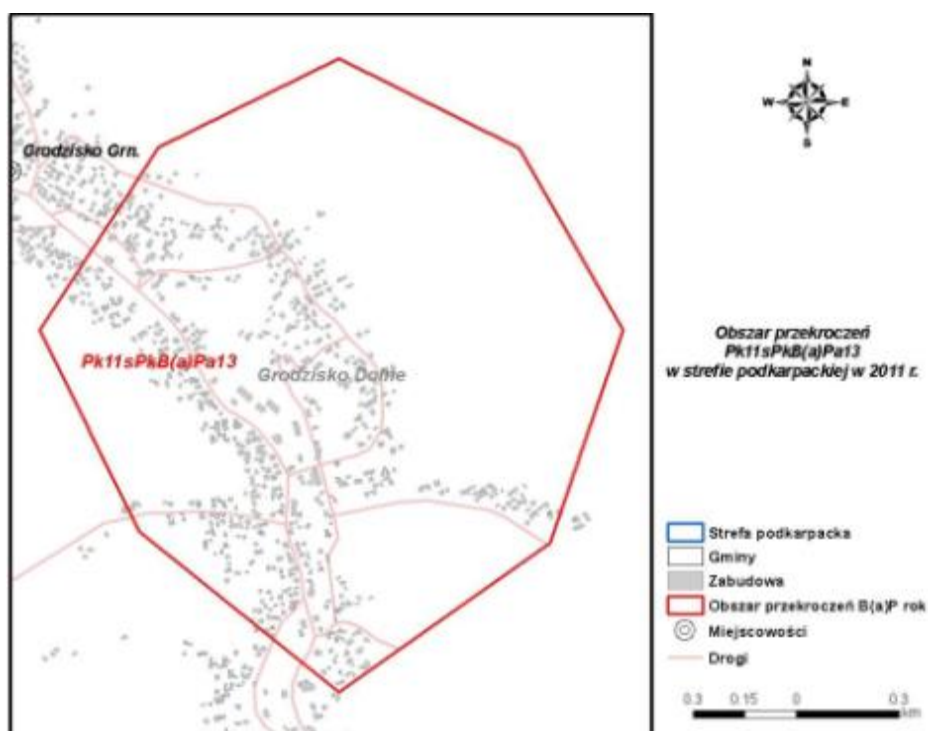 N
W E
S
Grodzisko Grn.
Pk11sPkB(a)Pa13
Grodzisko Dolne
Obszar przekroczeń
Pk11sPkB(a)Pa13
w strefie podkarpackiej w 2011 r.
Strefa podkarpacka
Gminy
Zabudowa
Obszar przekroczeń B(a)P rok
Miejscowości
Drogi
0.3 0.15 0 0.3
km